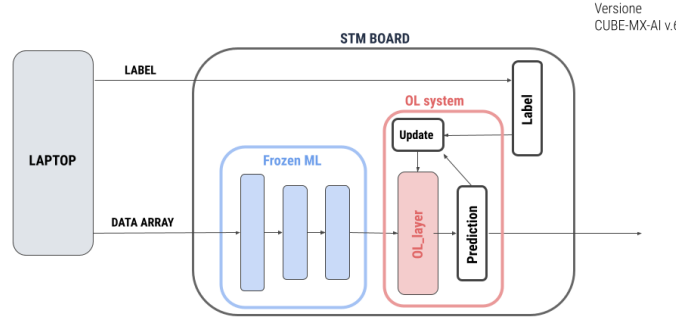 Versione
CUBE-MX-AI v.6
STM BOARD
LABEL
OL system
Label
Update
LAPTOP
Frozen ML
DATA ARRAY
OL_layer
Prediction